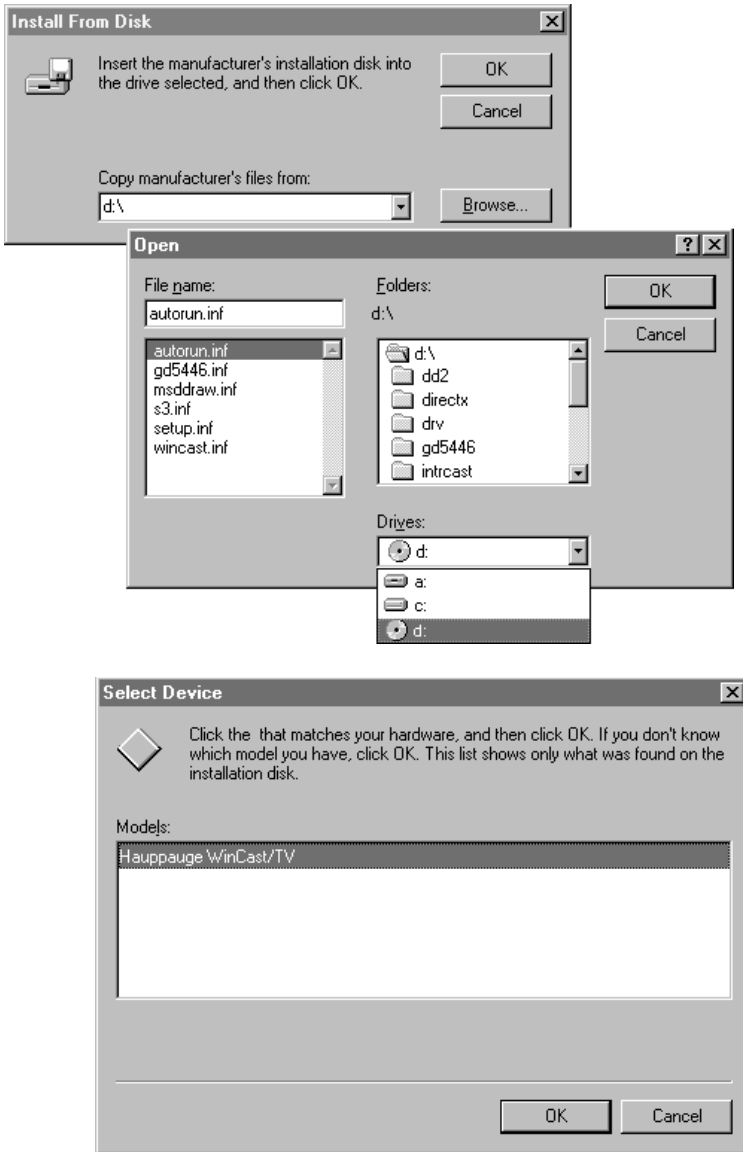 Install From Disk
Insert the manufacturer's installation disk into
the drive selected, and then click OK.
OK
Cancel
Copy manufacturer's files from:
d:\
Browse...
Open
File name:
autorun.inf
autorun.inf
gd5446.inf
msddraw.inf
s3.inf
setup.inf
wincast.inf
Folders:
d:\
d:\
dd2
directx
drv
gd5446
intrcast
OK
Cancel
Drives:
d:
a:
c:
d:
Select Device
Click the  that matches your hardware, and then click OK. If you don't know
which model you have, click OK. This list shows only what was found on the
installation disk.
Models:
Hauppauge WinCast/TV
OK
Cancel